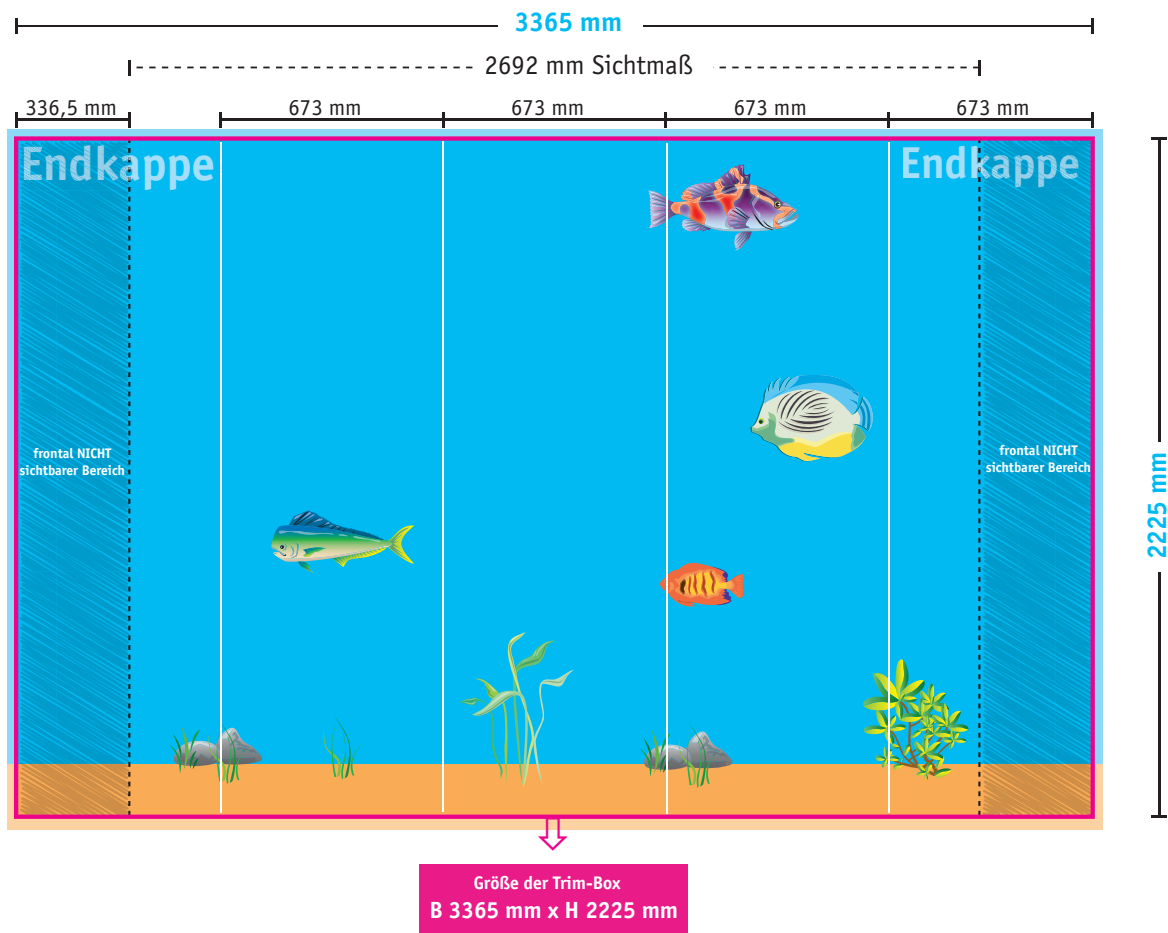 3365 mm
2692 mm Sichtmaß
336,5 mm 673 mm 673 mm 673 mm 673 mm
Endkappe Endkappe
frontal NICHT
sichtbarer Bereich
frontal NICHT
sichtbarer Bereich
2225 mm
Größe der Trim-Box
B 3365 mm x H 2225 mm